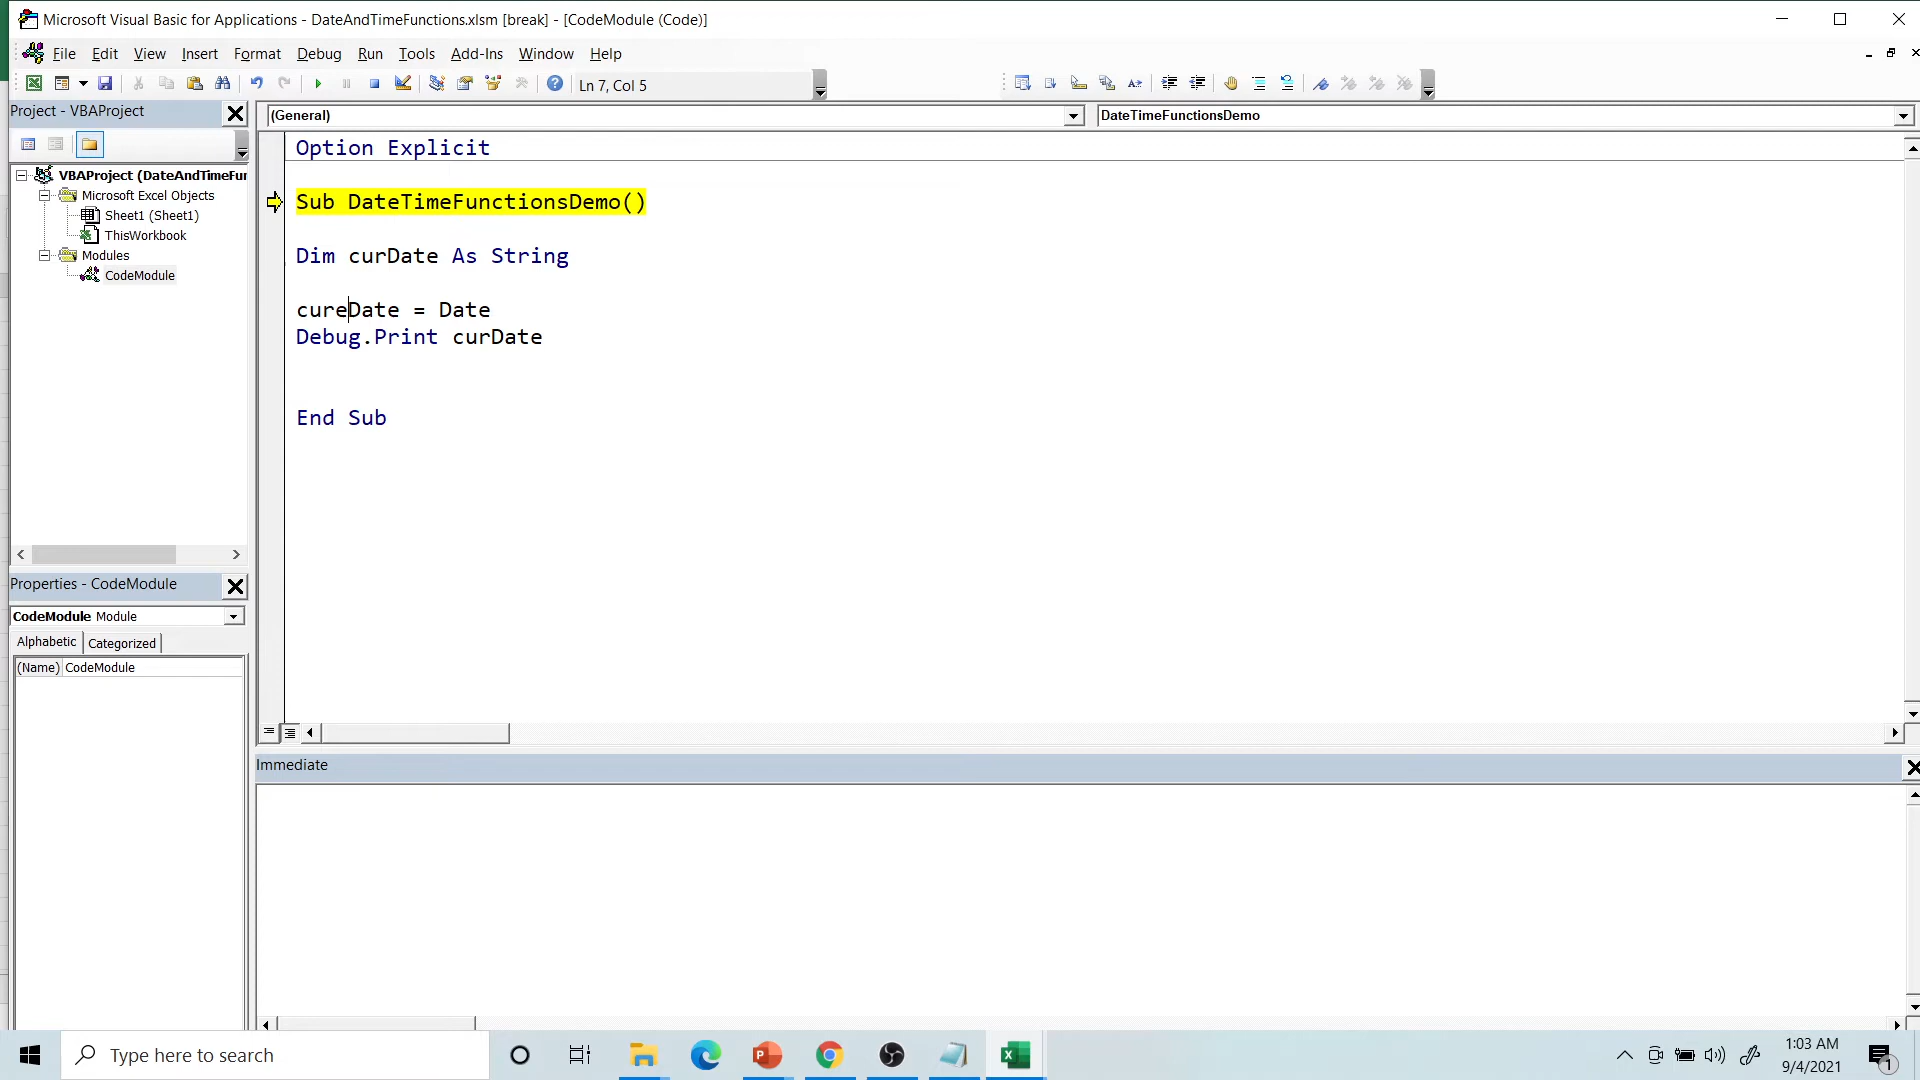 Microsoft Visual Basic for Applications - DateAndTimeFunctions.xlsm [break] - [CodeModule (Code)]
File Edit View Insert Format Debug Run Tools Add-Ins Window Help
Ln 7, Col 5
Project - VBAProject
(General)
DateTimeFunctionsDemo
VBAProject (DateAndTimeFur
Microsoft Excel Objects
Sheet1 (Sheet1)
ThisWorkbook
Modules
CodeModule
Option Explicit
Sub DateTimeFunctionsDemo()
Dim curDate As String
cureDate = Date
Debug.Print curDate
End Sub
Properties - CodeModule
CodeModule Module
Alphabetic Categorized
(Name) CodeModule
Immediate
Type here to search
1:03 AM
9/4/2021
1